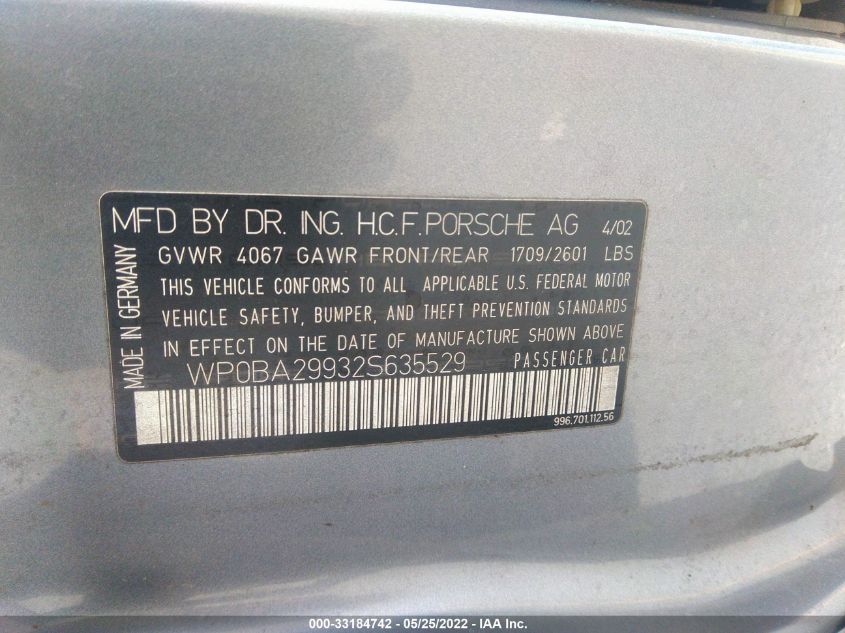 MFD BY DR. ING. H.C.F. PORSCHE AG 4/02
GVWR 4067 GAWR FRONT/REAR 1709/2601 LBS
THIS VEHICLE CONFORMS TO ALL APPLICABLE U.S. FEDERAL MOTOR
VEHICLE SAFETY, BUMPER, AND THEFT PREVENTION STANDARDS
IN EFFECT ON THE DATE OF MANUFACTURE SHOWN ABOVE
WP0BA29932S635529 PASSENGER CAR
996.701.112.56
MADE IN GERMANY
000-33184742 - 05/25/2022 - IAA Inc.